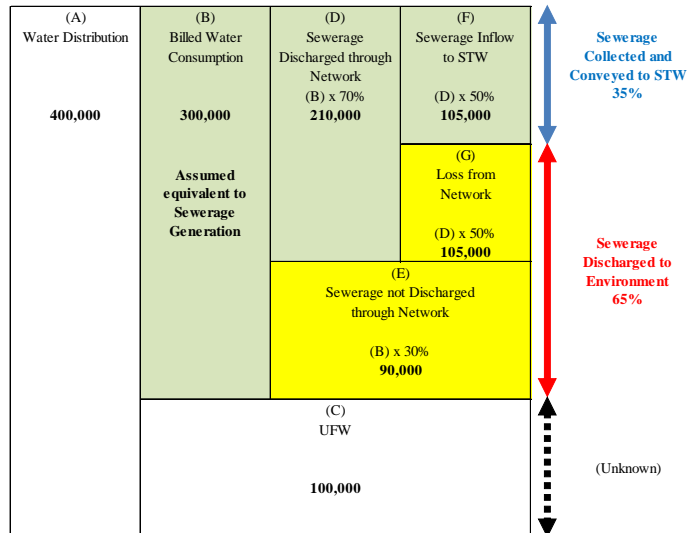 (A)
Water Distribution
400,000
(B)
Billed Water
Consumption
300,000
Assumed
equivalent to
Sewerage
Generation
(D)
Sewerage
Discharged through
Network
(B) x 70%
210,000
(F)
Sewerage Inflow
to STW
(D) x 50%
105,000
(G)
Loss from
Network
(D) x 50%
105,000
(E)
Sewerage not Discharged
through Network
(B) x 30%
90,000
(C)
UFW
100,000
Sewerage
Collected and
Conveyed to STW
35%
Sewerage
Discharged to
Environment
65%
(Unknown)